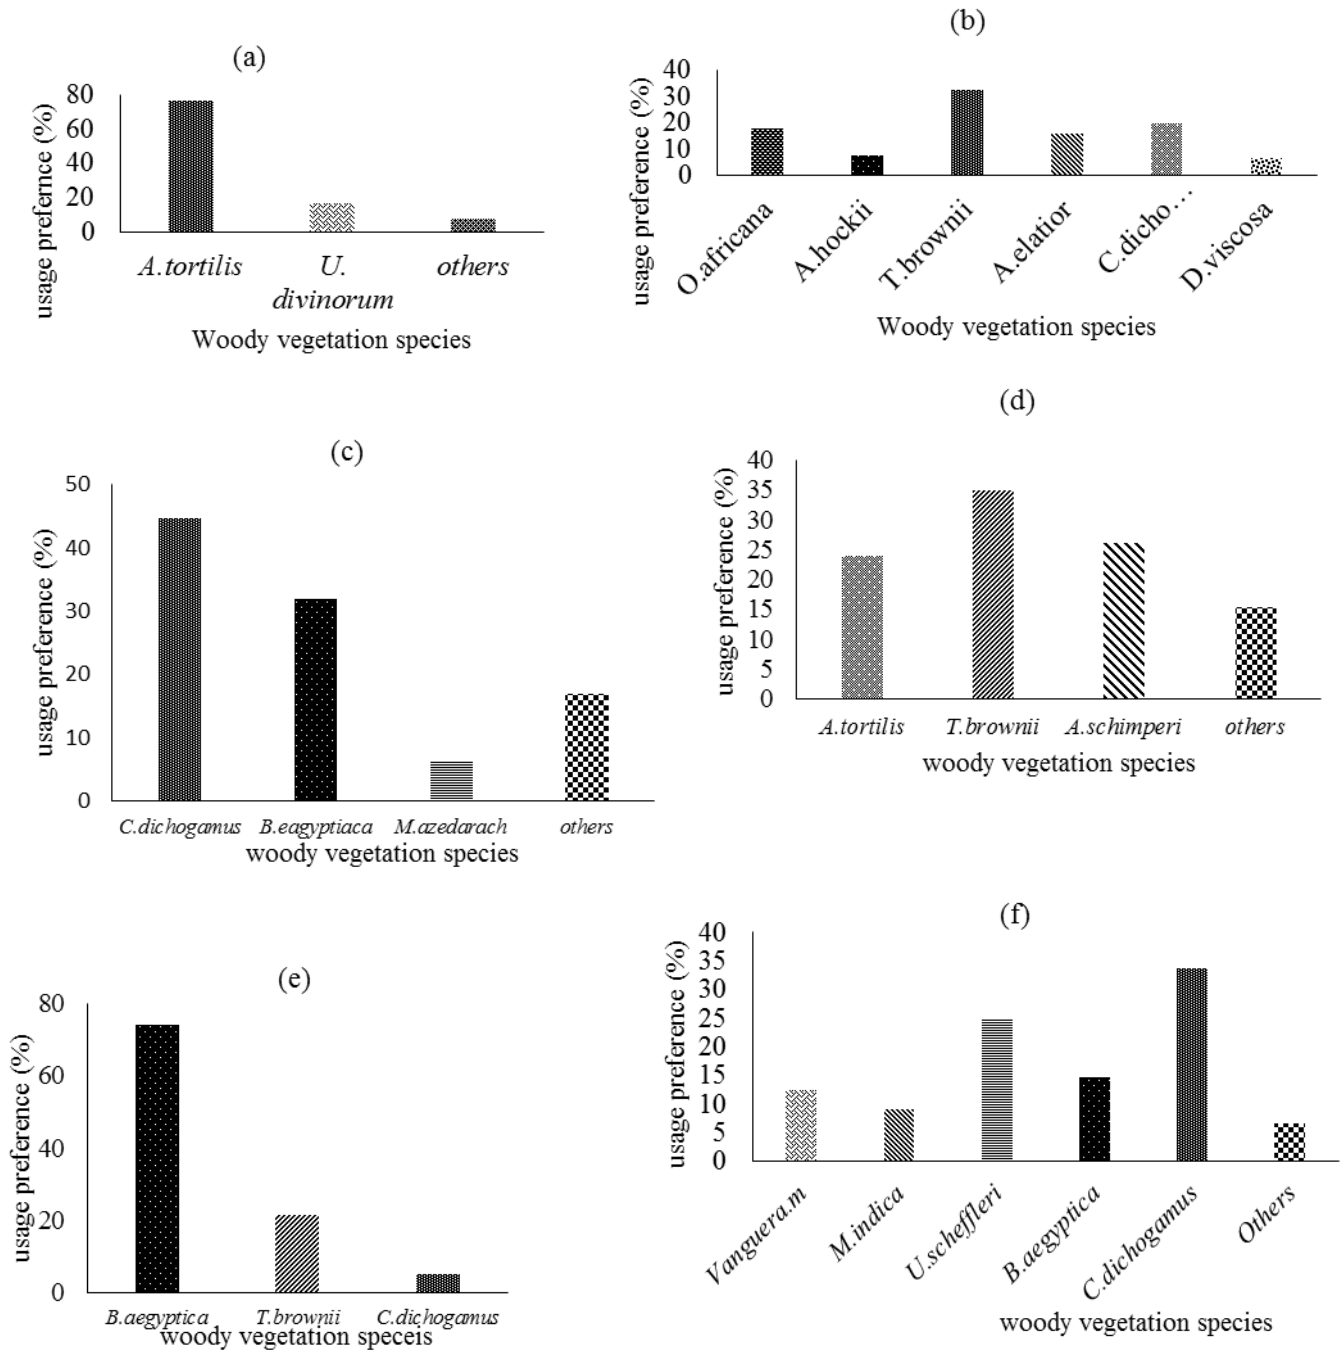 (a)
usage prefernce (%)
80
60
40
20
0
A.tortilis
U.
divinorum
others
Woody vegetation species
(b)
usage preference (%)
40
30
20
10
0
O.africana
A.hockii
T.brownii
A.elatior
C.dicho...
D.viscosa
Woody vegetation species
(c)
usage preference (%)
50
40
30
20
10
0
C.dichogamus
B.eagyptiaca
M.azedarach
others
woody vegetation species
(d)
usage preference (%)
40
35
30
25
20
15
10
5
0
A.tortilis
T.brownii
A.schimperi
others
woody vegetation species
(e)
usage preference (%)
80
60
40
20
0
B.aegyptica
T.brownii
C.dichogamus
woody vegetation speceis
(f)
usage preference (%)
40
35
30
25
20
15
10
5
0
Vanguera.m
M.indica
U.scheffleri
B.aegyptica
C.dichogamus
Others
woody vegetation species